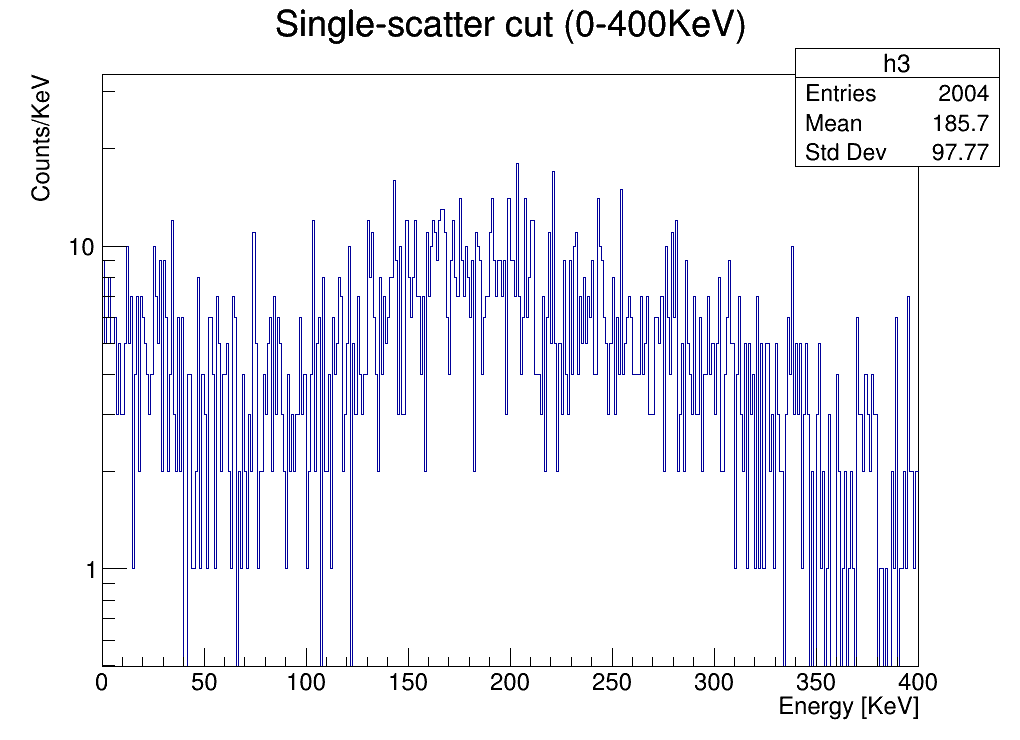 Single-scatter cut (0-400KeV)
h3
Entries 2004
Mean 185.7
Std Dev 97.77
Counts/KeV
10
1
0 50 100 150 200 250 300 350 400
Energy [KeV]